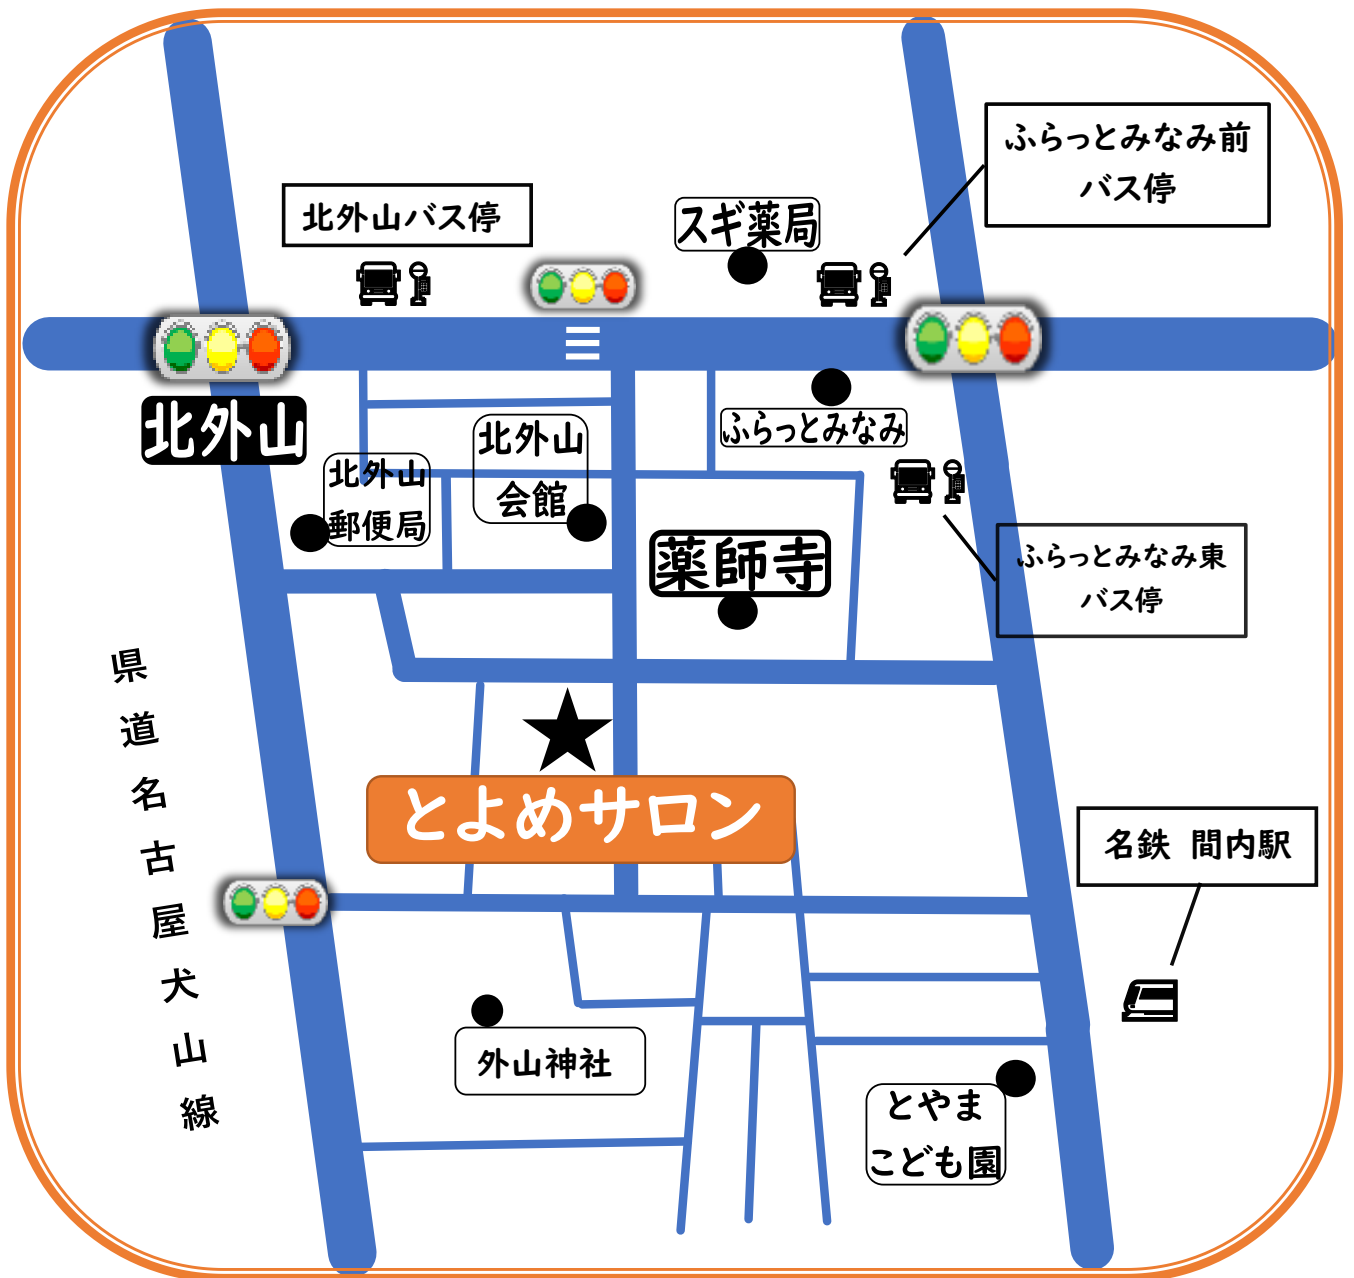 ふらっとみなみ前
バス停
北外山バス停
スギ薬局
北外山
ふらっとみなみ
北外山
会館
北外山
郵便局
薬師寺
ふらっとみなみ東
バス停
県道名古屋犬山線
とよめサロン
名鉄 間内駅
外山神社
とやま
こども園